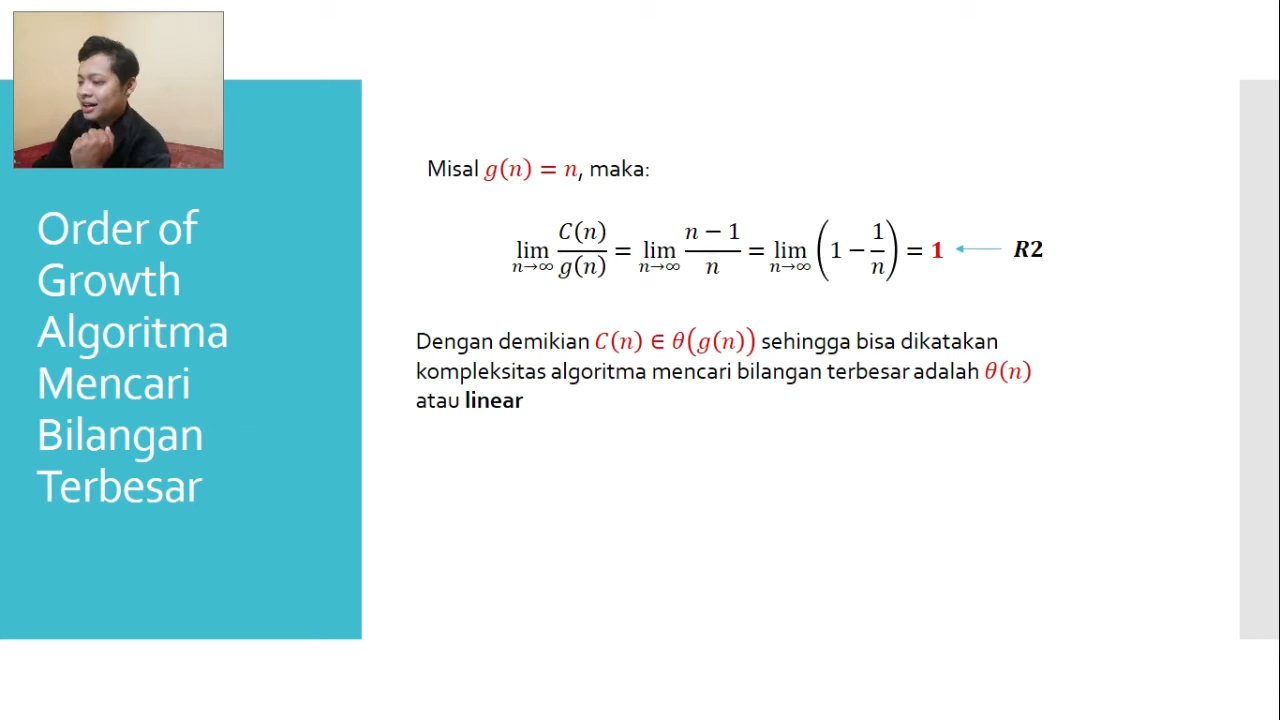 Order of
Growth
Algoritma
Mencari
Bilangan
Terbesar
Misal g(n) = n, maka:
lim n→∞ C(n)/g(n) = lim n→∞ (n − 1)/n = lim n→∞ (1 − 1/n) = 1 ← R2
Dengan demikian C(n) ∈ θ(g(n)) sehingga bisa dikatakan
kompleksitas algoritma mencari bilangan terbesar adalah θ(n)
atau linear